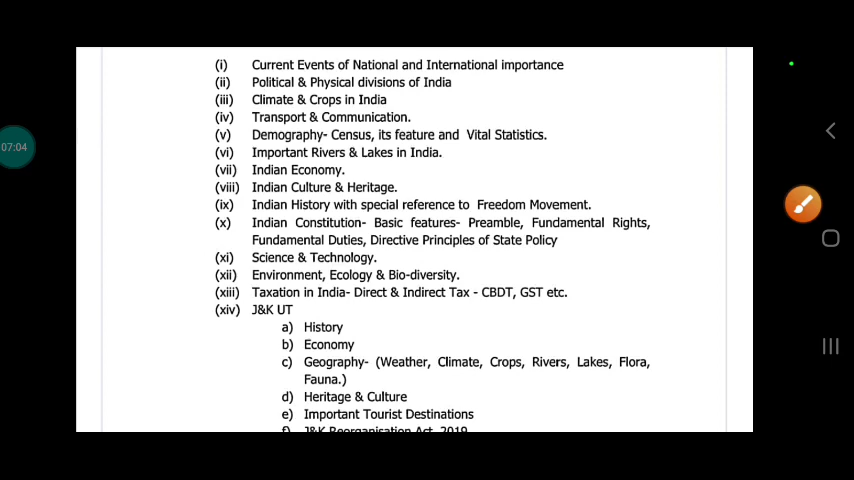 (i) Current Events of National and International importance
(ii) Political & Physical divisions of India
(iii) Climate & Crops in India
(iv) Transport & Communication.
(v) Demography- Census, its feature and Vital Statistics.
(vi) Important Rivers & Lakes in India.
(vii) Indian Economy.
(viii) Indian Culture & Heritage.
(ix) Indian History with special reference to Freedom Movement.
(x) Indian Constitution- Basic features- Preamble, Fundamental Rights,
Fundamental Duties, Directive Principles of State Policy
(xi) Science & Technology.
(xii) Environment, Ecology & Bio-diversity.
07:04
(xiii) Taxation in India- Direct & Indirect Tax - CBDT, GST etc.
(xiv) J&K UT
a) History
b) Economy
c) Geography- (Weather, Climate, Crops, Rivers, Lakes, Flora,
Fauna.)
d) Heritage & Culture
e) Important Tourist Destinations
f) J&K Reorganisation Act, 2019